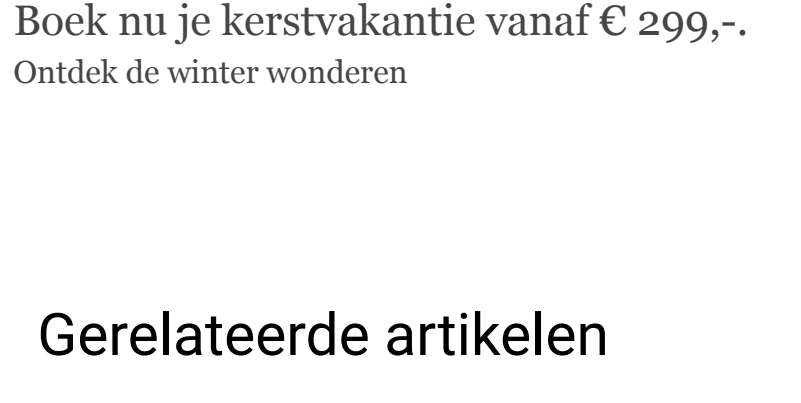 Boek nu je kerstvakantie vanaf € 299,-.
Ontdek de winter wonderen
Gerelateerde artikelen